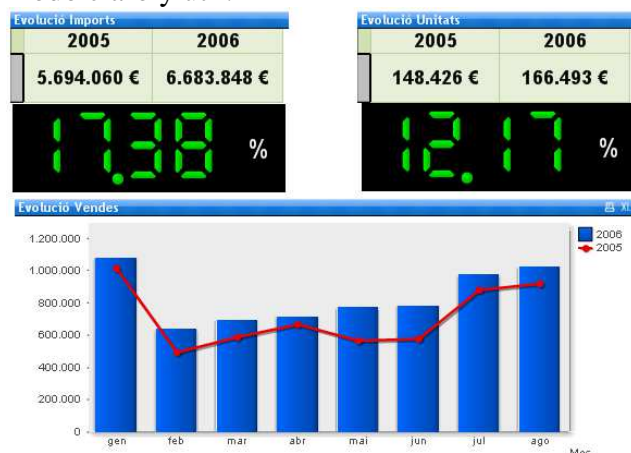 Evolució Imports
2005 2006
5.694.060 € 6.683.848 €
17.38 %
Evolució Unitats
2005 2006
148.426 € 166.493 €
12.17 %
Evolució Vendes XL
1.200.000
1.000.000
800.000
600.000
400.000
200.000
0
gen feb mar abr mai jun jul ago
2006
2005